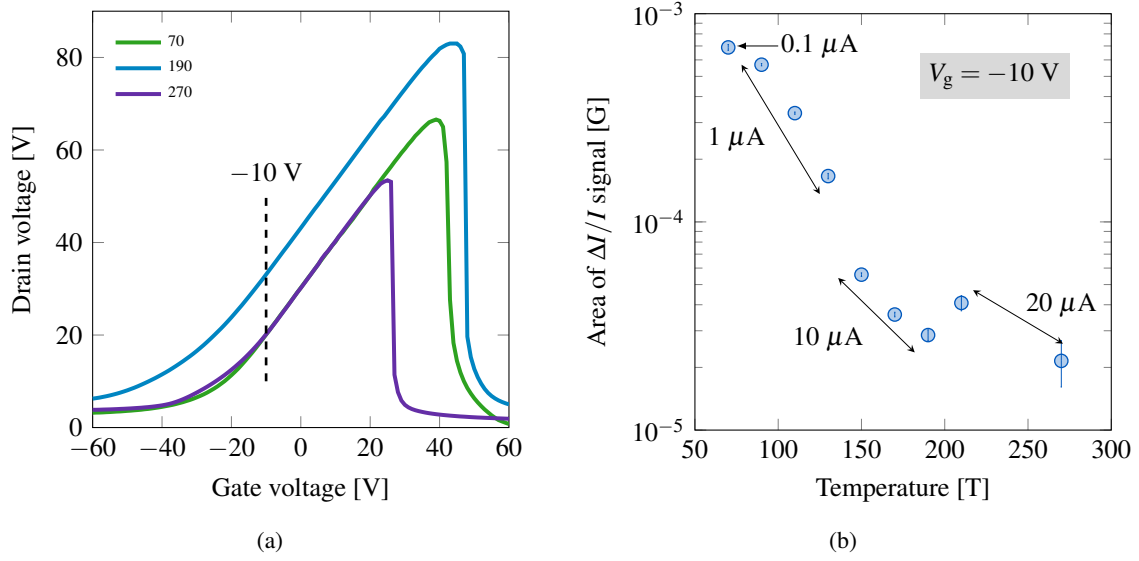 70
190
270
−10 V
80
60
40
20
0
−60
−40
−20
0
20
40
60
Drain voltage [V]
Gate voltage [V]
(a)
10⁻³
10⁻⁴
10⁻⁵
50
100
150
200
250
300
Area of ΔI/I signal [G]
Temperature [T]
0.1 μA
1 μA
10 μA
20 μA
V_g = −10 V
(b)